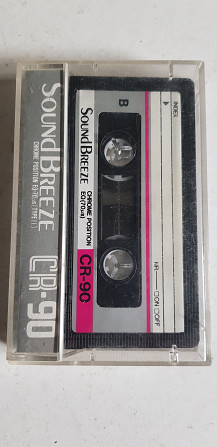 SOUNDBREEZE
CHROME POSITION EQ(70μs) [TYPE II]
CR-90
INDEX
B
SOUNDBREEZE
CHROME POSITION
EQ(70μs)
CR-90
NR. □ON □OFF